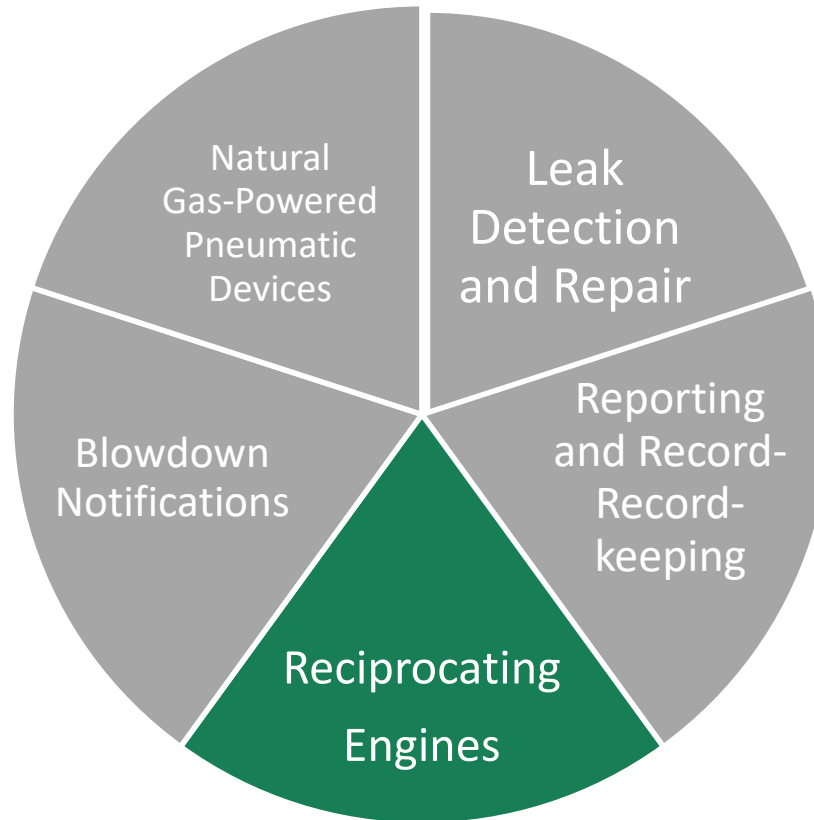 Natural
Gas-Powered
Pneumatic
Devices
Leak
Detection
and Repair
Reporting
and Record-
Record-
keeping
Blowdown
Notifications
Reciprocating
Engines